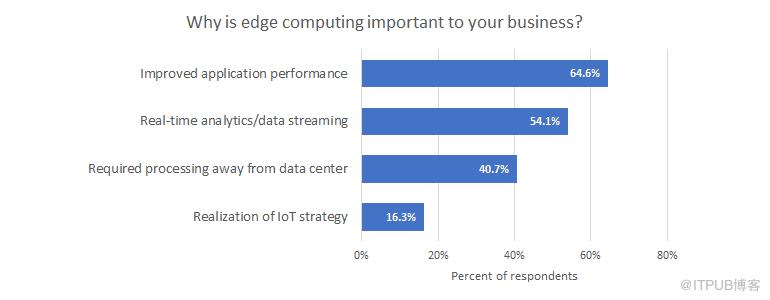 Why is edge computing important to your business?
Improved application performance
64.6%
Real-time analytics/data streaming
54.1%
Required processing away from data center
40.7%
Realization of IoT strategy
16.3%
0% 20% 40% 60% 80%
Percent of respondents
@ITPUB博客